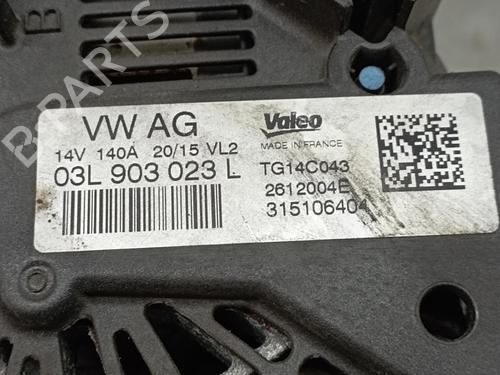 B
B-PARTS
VW AG
14V 140A 20/15 VL2
03L 903 023 L
Valeo
MADE IN FRANCE
TG14C043
2612004E
315106404